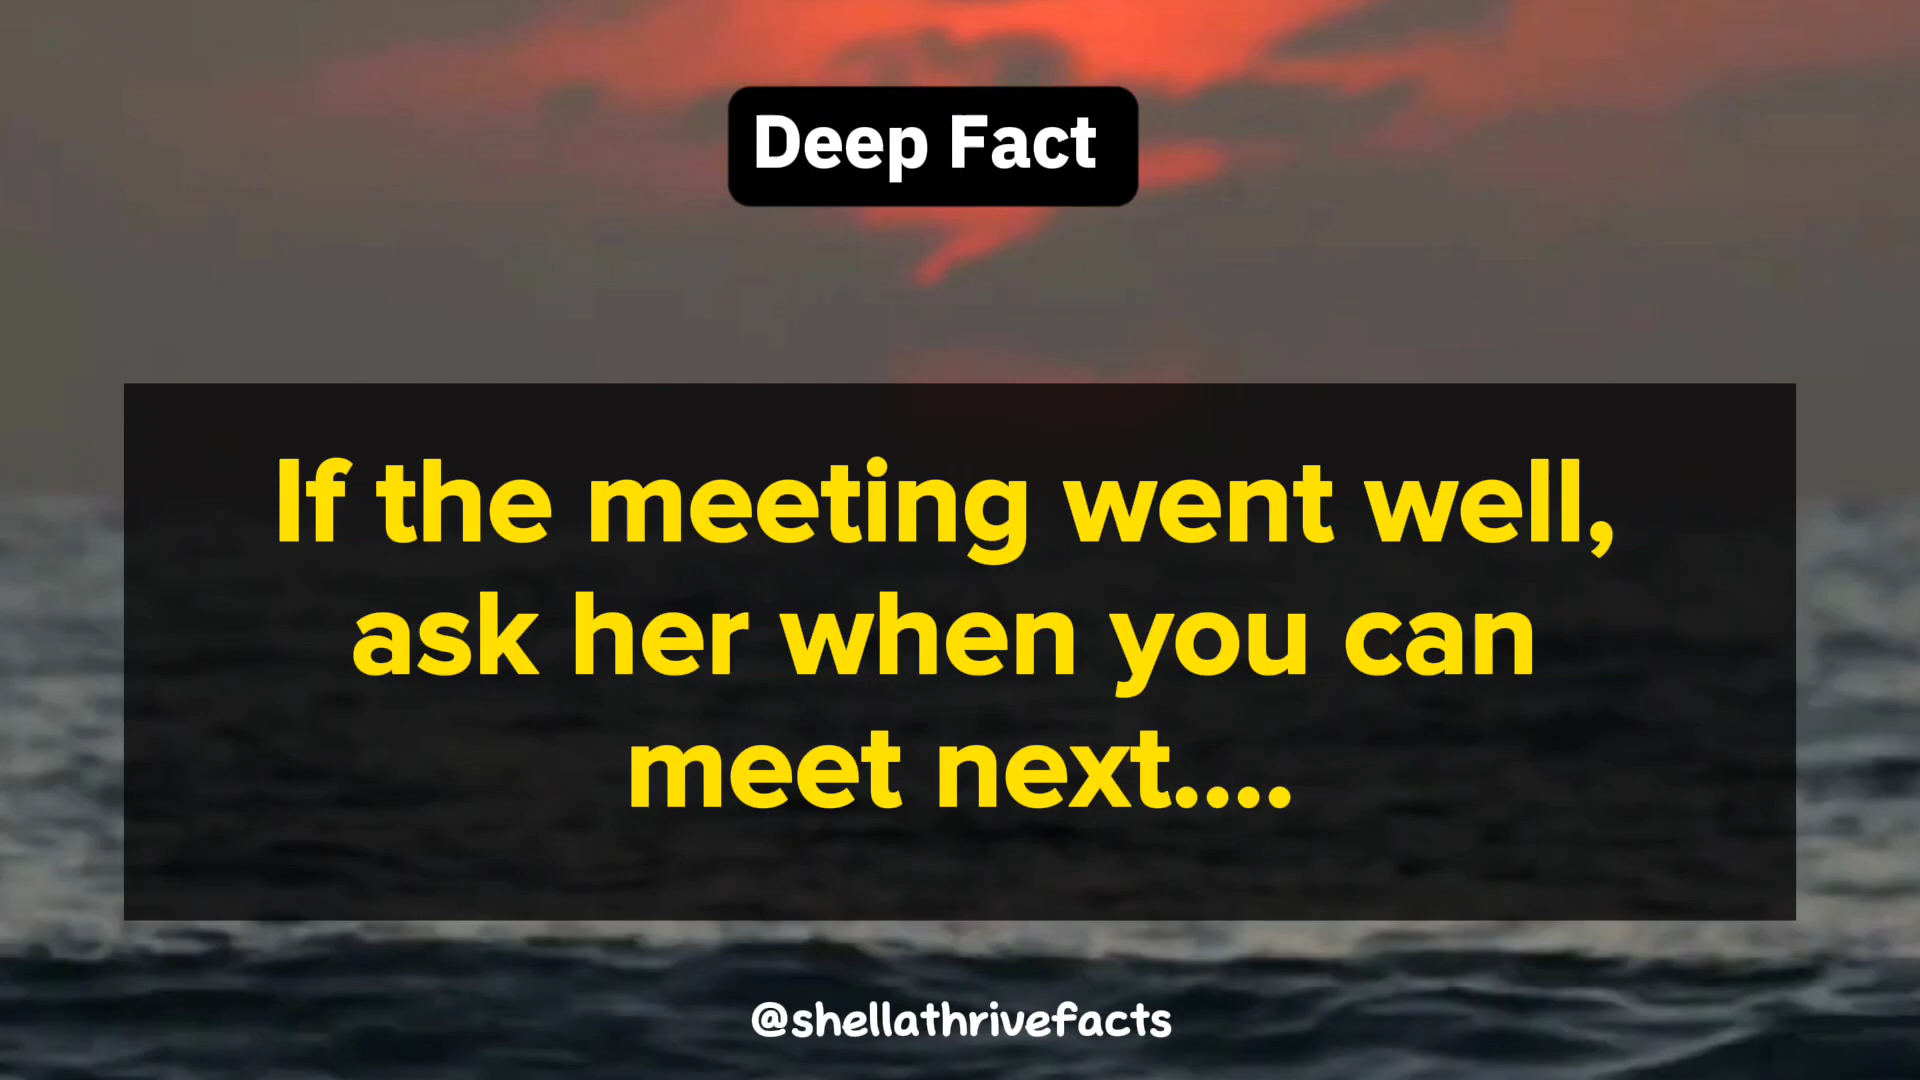 Deep Fact
If the meeting went well,
ask her when you can
meet next....
@shellathrivefacts